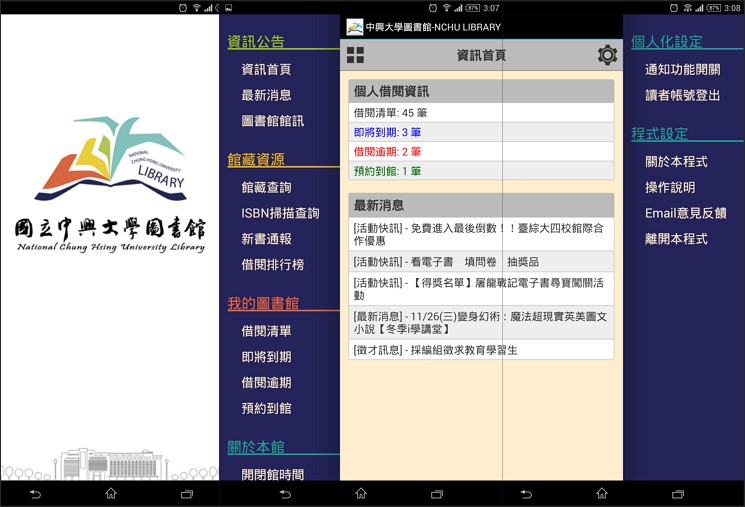 NATIONAL
CHUNG HSING UNIVERSITY
LIBRARY
國立中興大學圖書館
National Chung Hsing University Library
資訊公告
資訊首頁
最新消息
圖書館館訊
館藏資源
館藏查詢
ISBN掃描查詢
新書通報
借閱排行榜
我的圖書館
借閱清單
即將到期
借閱逾期
預約到館
關於本館
開閉館時間
87% 3:07
中興大學圖書館-NCHU LIBRARY
資訊首頁
個人借閱資訊
借閱清單: 45 筆
即將到期: 3 筆
借閱逾期: 2 筆
預約到館: 1 筆
最新消息
[活動快訊] - 免費進入最後倒數！！臺綜大四校館際合
作優惠
[活動快訊] - 看電子書　填問卷　抽獎品
[活動快訊] - 【得獎名單】屠龍戰記電子書尋寶闖關活
動
[最新消息] - 11/26(三)變身幻術：魔法超現實英美圖文
小說【冬季i學講堂】
[徵才訊息] - 採編組徵求教育學習生
87% 3:08
個人化設定
通知功能開關
讀者帳號登出
程式設定
關於本程式
操作說明
Email意見反饋
離開本程式